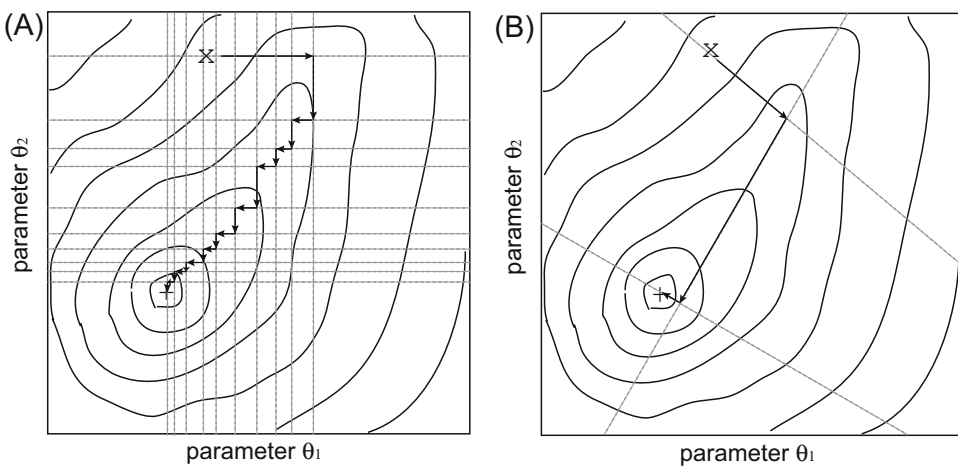 (A)
X
+
parameter θ2
parameter θ1
(B)
X
+
parameter θ2
parameter θ1